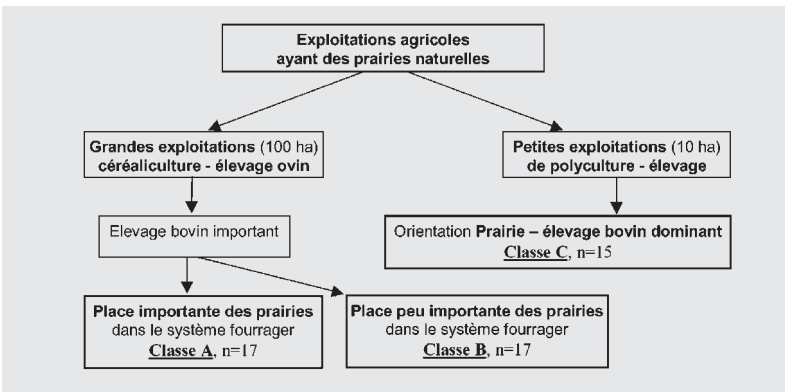 Exploitations agricoles
ayant des prairies naturelles
Grandes exploitations (100 ha)
céréaliculture - élevage ovin
Petites exploitations (10 ha)
de polyculture - élevage
Elevage bovin important
Orientation Prairie – élevage bovin dominant
Classe C, n=15
Place importante des prairies
dans le système fourrager
Classe A, n=17
Place peu importante des prairies
dans le système fourrager
Classe B, n=17